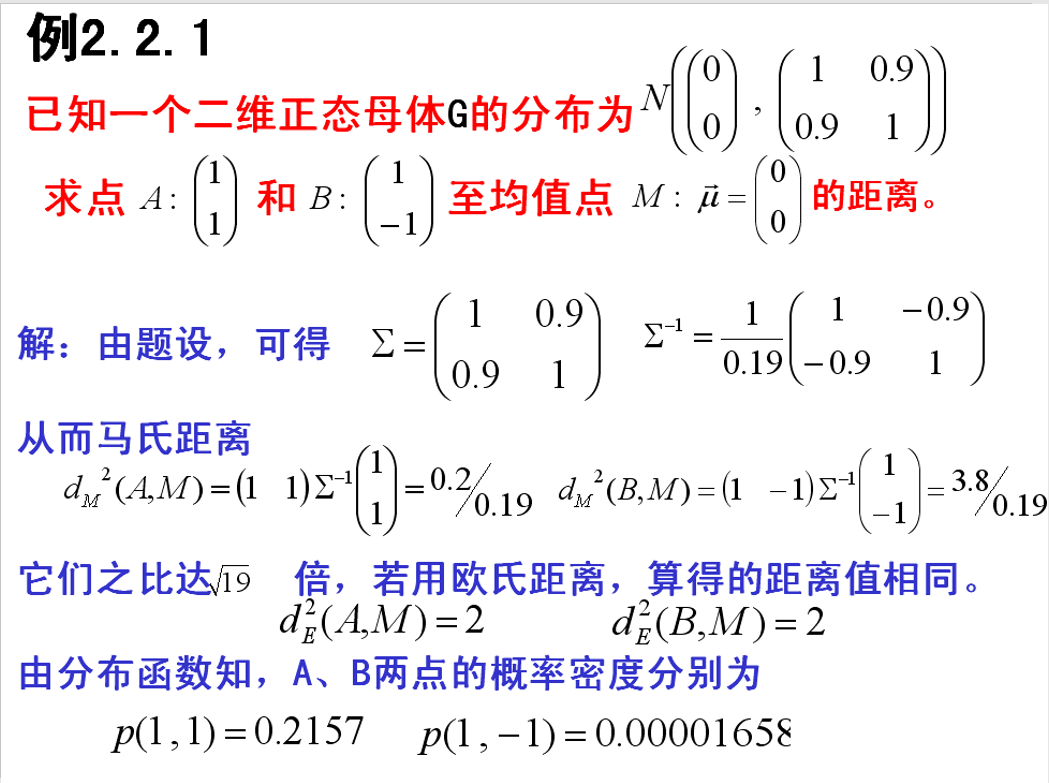 例2.2.1
已知一个二维正态母体G的分布为 $N\left(\begin{pmatrix}0\\0\end{pmatrix},\begin{pmatrix}1&0.9\\0.9&1\end{pmatrix}\right)$
求点 $A:\begin{pmatrix}1\\1\end{pmatrix}$ 和 $B:\begin{pmatrix}1\\-1\end{pmatrix}$ 至均值点 $M:\vec{\mu}=\begin{pmatrix}0\\0\end{pmatrix}$ 的距离。
解：由题设，可得 $\Sigma=\begin{pmatrix}1&0.9\\0.9&1\end{pmatrix}$ $\Sigma^{-1}=\frac{1}{0.19}\begin{pmatrix}1&-0.9\\-0.9&1\end{pmatrix}$
从而马氏距离
$d_M^2(A,M)=(1\ \ 1)\Sigma^{-1}\begin{pmatrix}1\\1\end{pmatrix}=0.2/0.19$ $d_M^2(B,M)=(1\ \ -1)\Sigma^{-1}\begin{pmatrix}1\\-1\end{pmatrix}=3.8/0.19$
它们之比达$\sqrt{19}$ 倍，若用欧氏距离，算得的距离值相同。
$d_E^2(A,M)=2$ $d_E^2(B,M)=2$
由分布函数知，A、B两点的概率密度分别为
$p(1,1)=0.2157$ $p(1,-1)=0.00001658$